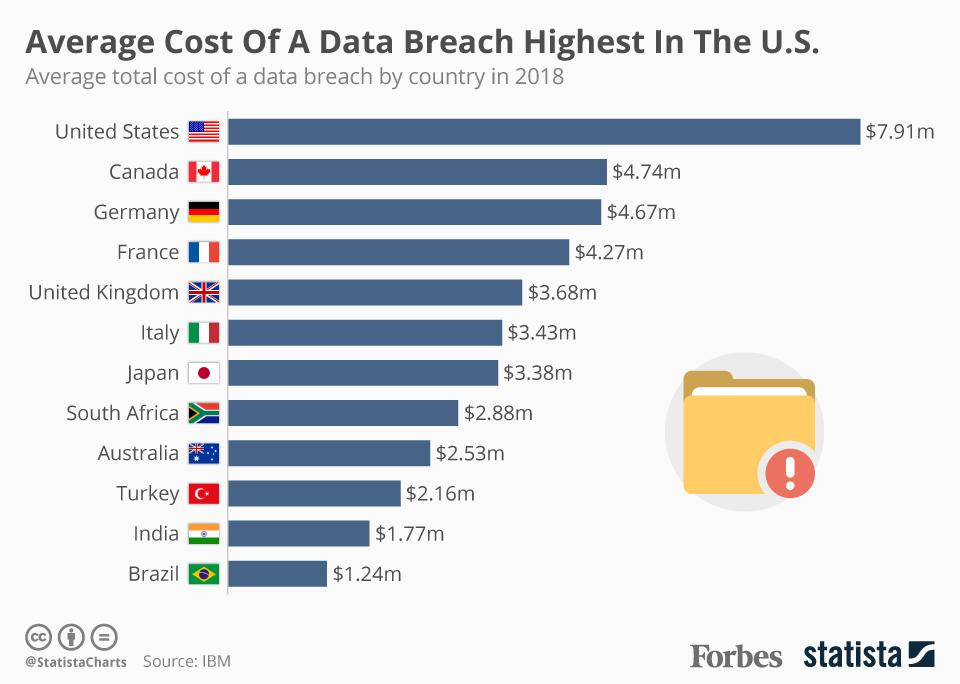 Average Cost Of A Data Breach Highest In The U.S.
Average total cost of a data breach by country in 2018
United States $7.91m
Canada $4.74m
Germany $4.67m
France $4.27m
United Kingdom $3.68m
Italy $3.43m
Japan $3.38m
South Africa $2.88m
Australia $2.53m
Turkey $2.16m
India $1.77m
Brazil $1.24m
cc
@StatistaCharts Source: IBM
Forbes statista